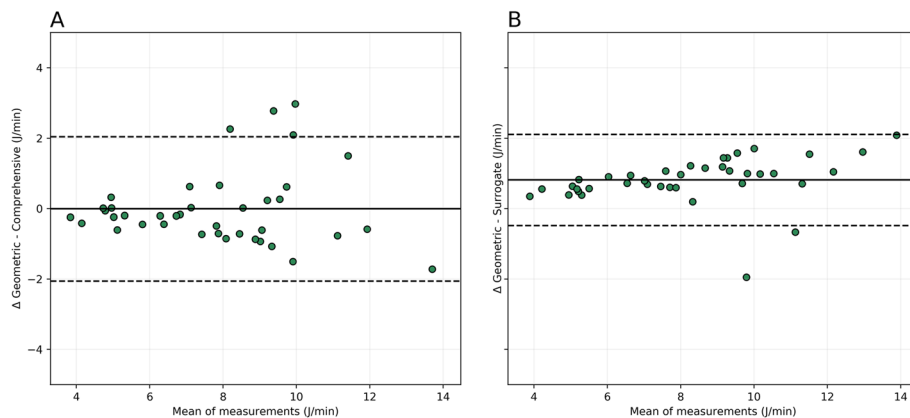 A
B
Δ Geometric - Comprehensive (J/min)
4
2
0
−2
−4
4 6 8 10 12 14
Mean of measurements (J/min)
Δ Geometric - Surrogate (J/min)
4 6 8 10 12 14
Mean of measurements (J/min)